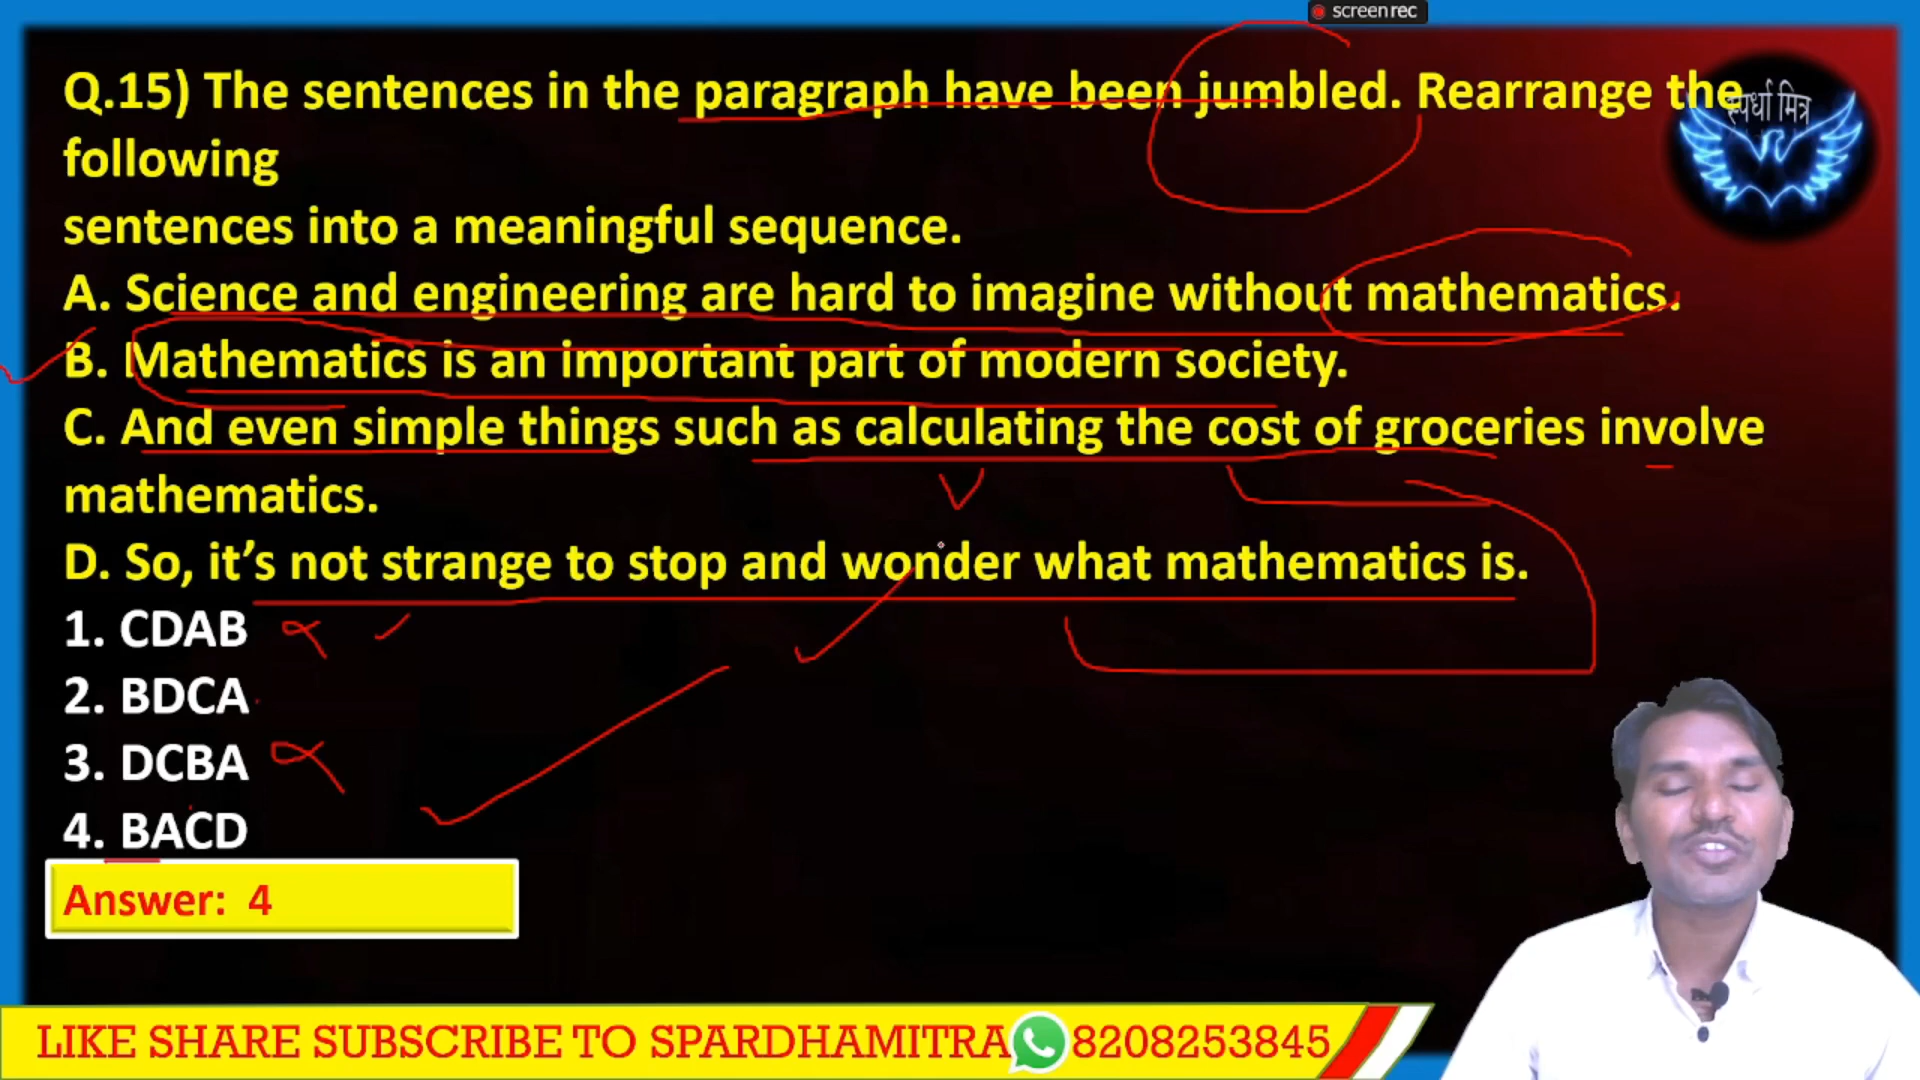 screenrec
Q.15) The sentences in the paragraph have been jumbled. Rearrange the
स्पर्धा मित्र
following
sentences into a meaningful sequence.
A. Science and engineering are hard to imagine without mathematics.
B. Mathematics is an important part of modern society.
C. And even simple things such as calculating the cost of groceries involve
mathematics.
D. So, it's not strange to stop and wonder what mathematics is.
1. CDAB
2. BDCA
3. DCBA
4. BACD
Answer: 4
LIKE SHARE SUBSCRIBE TO SPARDHAMITRA 8208253845